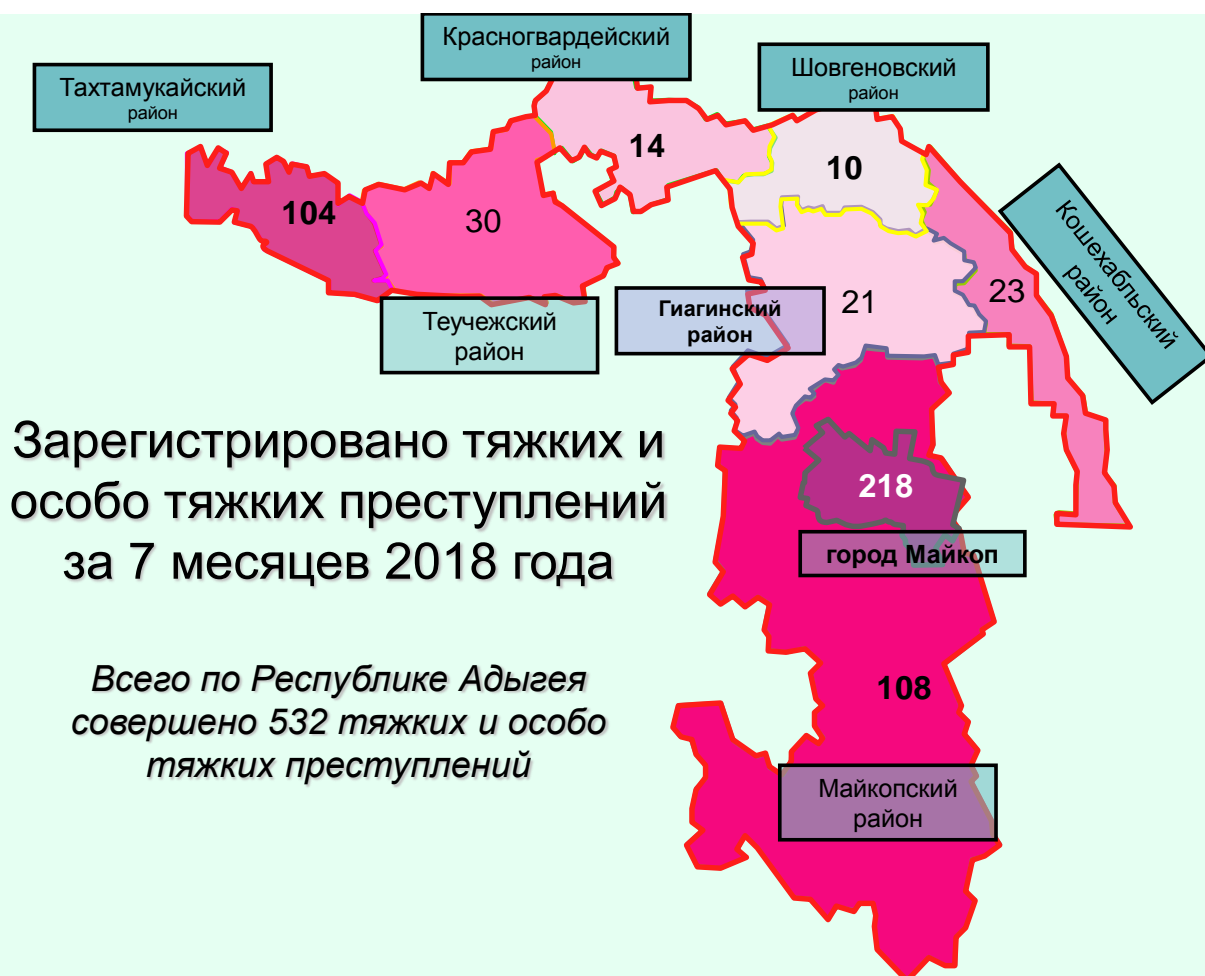 Красногвардейский
район
Шовгеновский
район
Тахтамукайский
район
14
10
104
30
Кошехабльский
район
23
21
Гиагинский
район
Теучежский
район
Зарегистрировано тяжких и
особо тяжких преступлений
за 7 месяцев 2018 года
218
город Майкоп
Всего по Республике Адыгея
совершено 532 тяжких и особо
тяжких преступлений
108
Майкопский
район